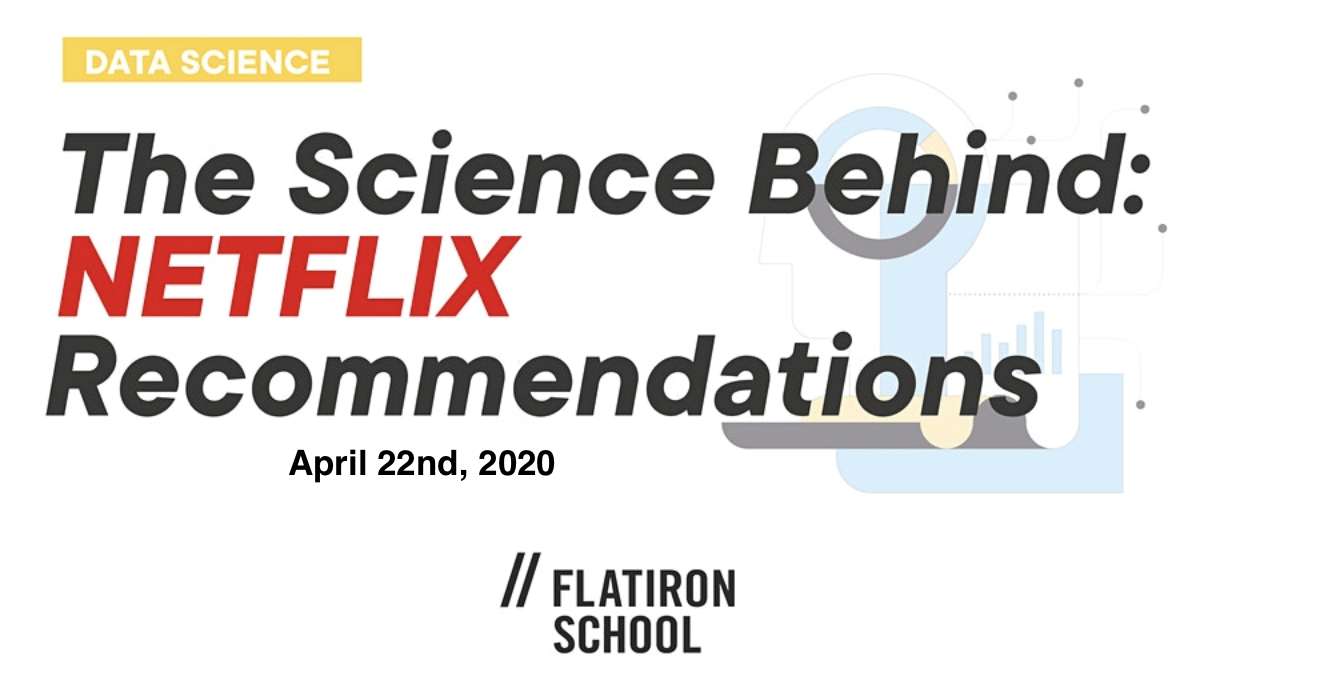 DATA SCIENCE
The Science Behind:
NETFLIX
Recommendations
April 22nd, 2020
// FLATIRON
SCHOOL